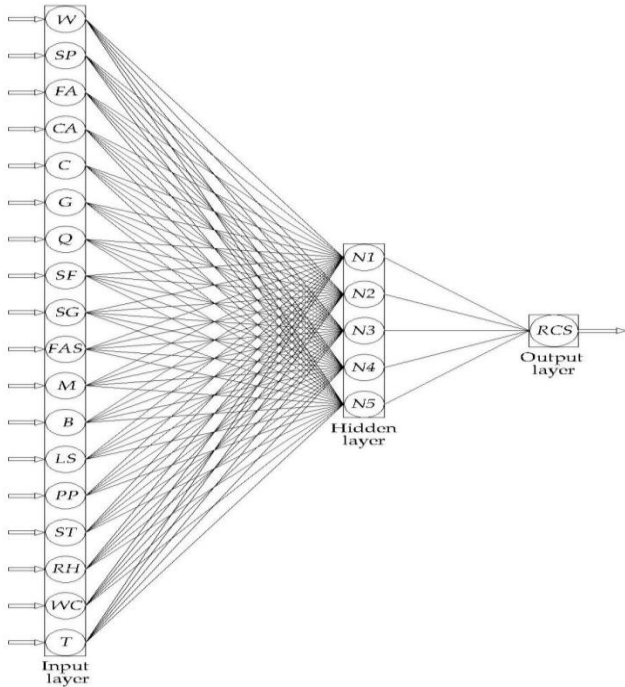 W
SP
FA
CA
C
G
Q
SF
SG
FAS
M
B
LS
PP
ST
RH
WC
T
Input
layer
N1
N2
N3
N4
N5
Hidden
layer
RCS
Output
layer